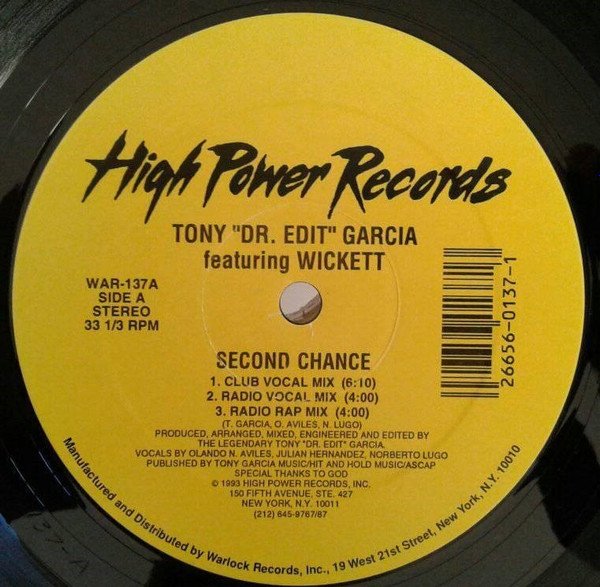 High Power Records
TONY "DR. EDIT" GARCIA
featuring WICKETT
WAR-137A
SIDE A
STEREO
33 1/3 RPM
26656-0137-1
SECOND CHANCE
1. CLUB VOCAL MIX (6:10)
2. RADIO VOCAL MIX (4:00)
3. RADIO RAP MIX (4:00)
(T. GARCIA, O. AVILES, N. LUGO)
PRODUCED, ARRANGED, MIXED, ENGINEERED AND EDITED BY
THE LEGENDARY TONY "DR. EDIT" GARCIA.
VOCALS BY OLANDO N. AVILES, JULIAN HERNANDEZ, NORBERTO LUGO
PUBLISHED BY TONY GARCIA MUSIC/HIT AND HOLD MUSIC/ASCAP
SPECIAL THANKS TO GOD
© 1993 HIGH POWER RECORDS, INC.
150 FIFTH AVENUE, STE. 427
NEW YORK, N.Y. 10011
(212) 645-9767/87
Manufactured and Distributed by Warlock Records, Inc., 19 West 21st Street, New York, N.Y. 10010